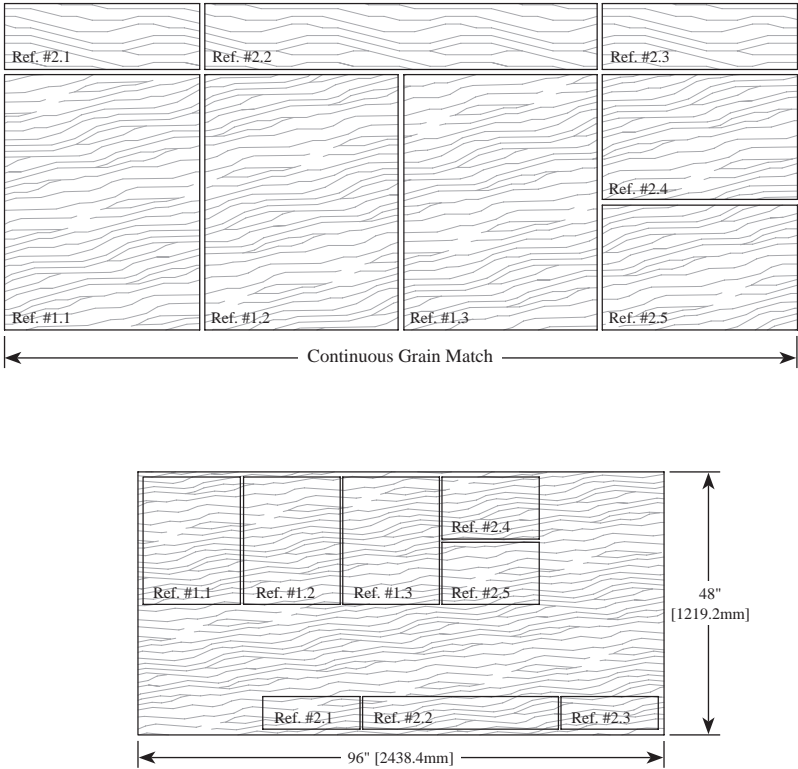 Ref. #2.1 Ref. #2.2 Ref. #2.3
Ref. #2.4
Ref. #1.1 Ref. #1.2 Ref. #1.3 Ref. #2.5
Continuous Grain Match
Ref. #2.4
Ref. #1.1 Ref. #1.2 Ref. #1.3 Ref. #2.5
48"
[1219.2mm]
Ref. #2.1 Ref. #2.2 Ref. #2.3
96" [2438.4mm]